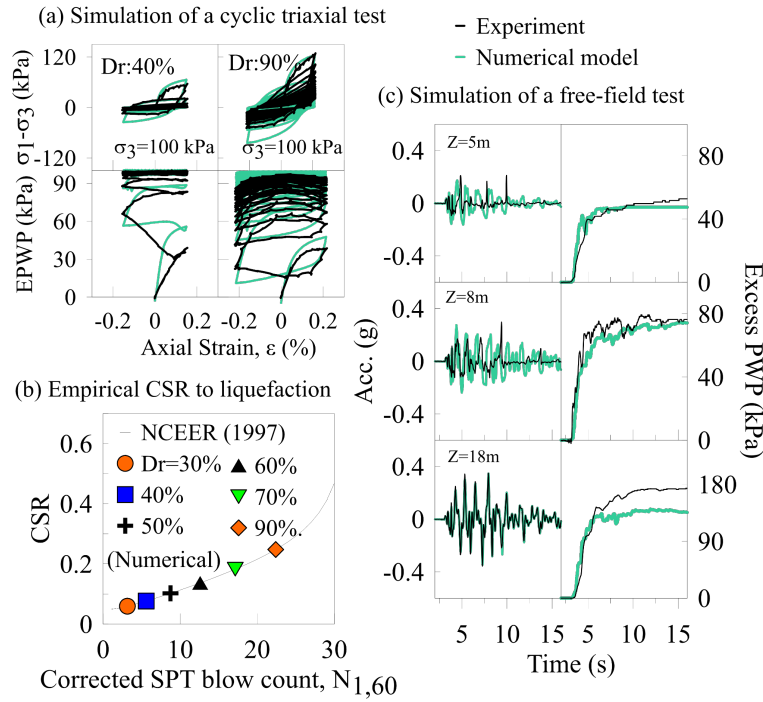 (a) Simulation of a cyclic triaxial test
Experiment
Numerical model
120
60
0
-120
σ1-σ3 (kPa)
Dr:40%
Dr:90%
σ3=100 kPa
σ3=100 kPa
90
60
30
0
EPWP (kPa)
-0.2 0 0.2
-0.2 0 0.2
Axial Strain, ε (%)
(b) Empirical CSR to liquefaction
0.6
0.4
0.2
0.0
CSR
NCEER (1997)
Dr=30%
60%
40%
70%
50%
90%.
(Numerical)
0 10 20 30
Corrected SPT blow count, N1,60
(c) Simulation of a free-field test
Z=5m
0.4
0
-0.4
80
40
0
Z=8m
0.4
0
-0.4
80
40
0
Z=18m
0.4
0
-0.4
180
90
0
Acc. (g)
Excess PWP (kPa)
5 10 15
5 10 15
Time (s)